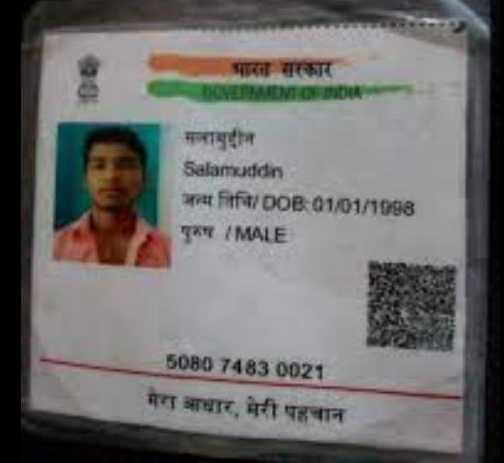 भारत सरकार
GOVERNMENT OF INDIA
सलामुद्दीन
Salamuddin
जन्म तिथि/ DOB: 01/01/1998
पुरुष / MALE
5080 7483 0021
मेरा आधार, मेरी पहचान